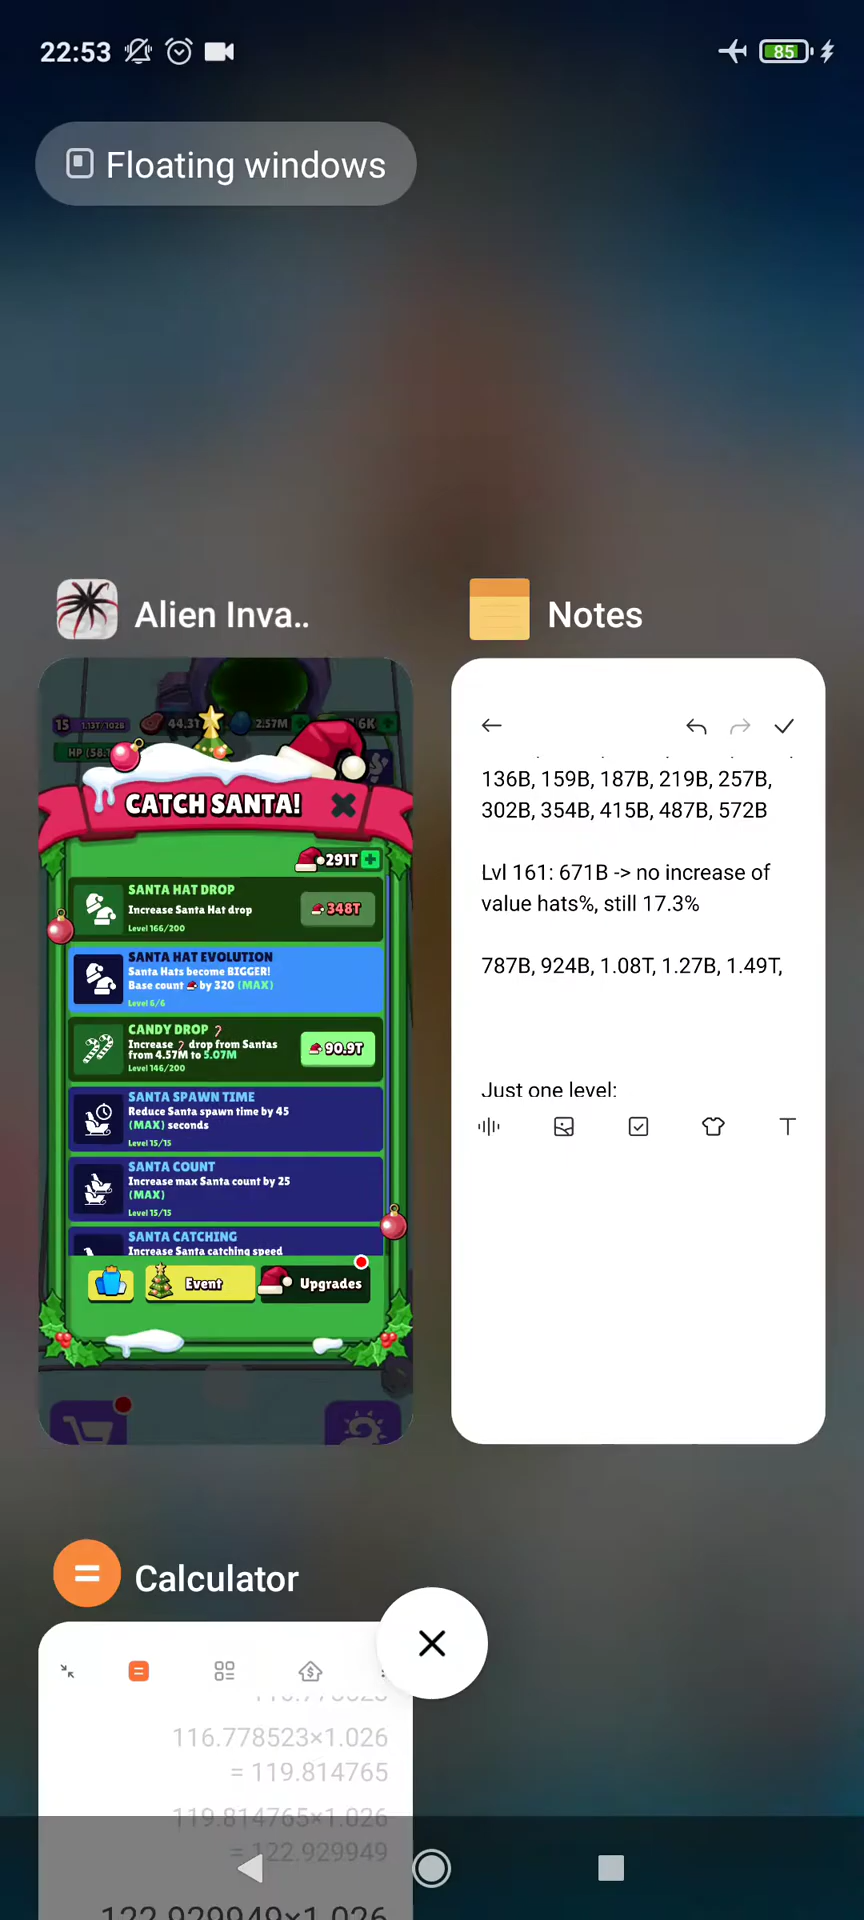 22:53
85
Floating windows
Alien Inva..
Notes
15
1.13T/102B
44.3T
2.57M
6K
HP (58.
CATCH SANTA!
291T
SANTA HAT DROP
Increase Santa Hat drop
Level 166/200
348T
SANTA HAT EVOLUTION
Santa Hats become BIGGER!
Base count by 320 (MAX)
Level 6/6
CANDY DROP
Increase drop from Santas
from 4.57M to 5.07M
Level 146/200
90.9T
SANTA SPAWN TIME
Reduce Santa spawn time by 45
(MAX) seconds
Level 15/15
SANTA COUNT
Increase max Santa count by 25
(MAX)
Level 15/15
SANTA CATCHING
Increase Santa catching speed
Event
Upgrades
136B, 159B, 187B, 219B, 257B,
302B, 354B, 415B, 487B, 572B
Lvl 161: 671B -> no increase of
value hats%, still 17.3%
787B, 924B, 1.08T, 1.27B, 1.49T,
Just one level:
T
Calculator
116.778523×1.026
= 119.814765
119.814765×1.026
= 122.929949
122.929949×1.026